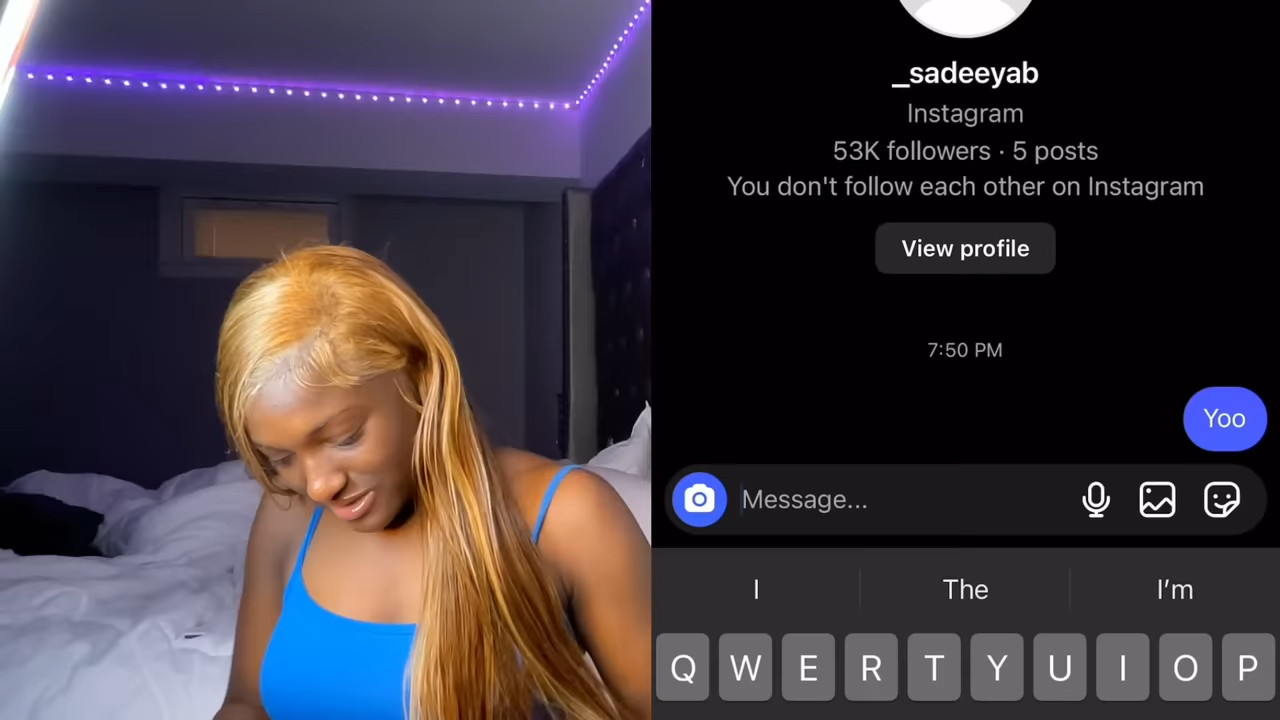 _sadeeyab
Instagram
53K followers · 5 posts
You don't follow each other on Instagram
View profile
7:50 PM
Yoo
Message...
I The I’m
Q W E R T Y U I O P